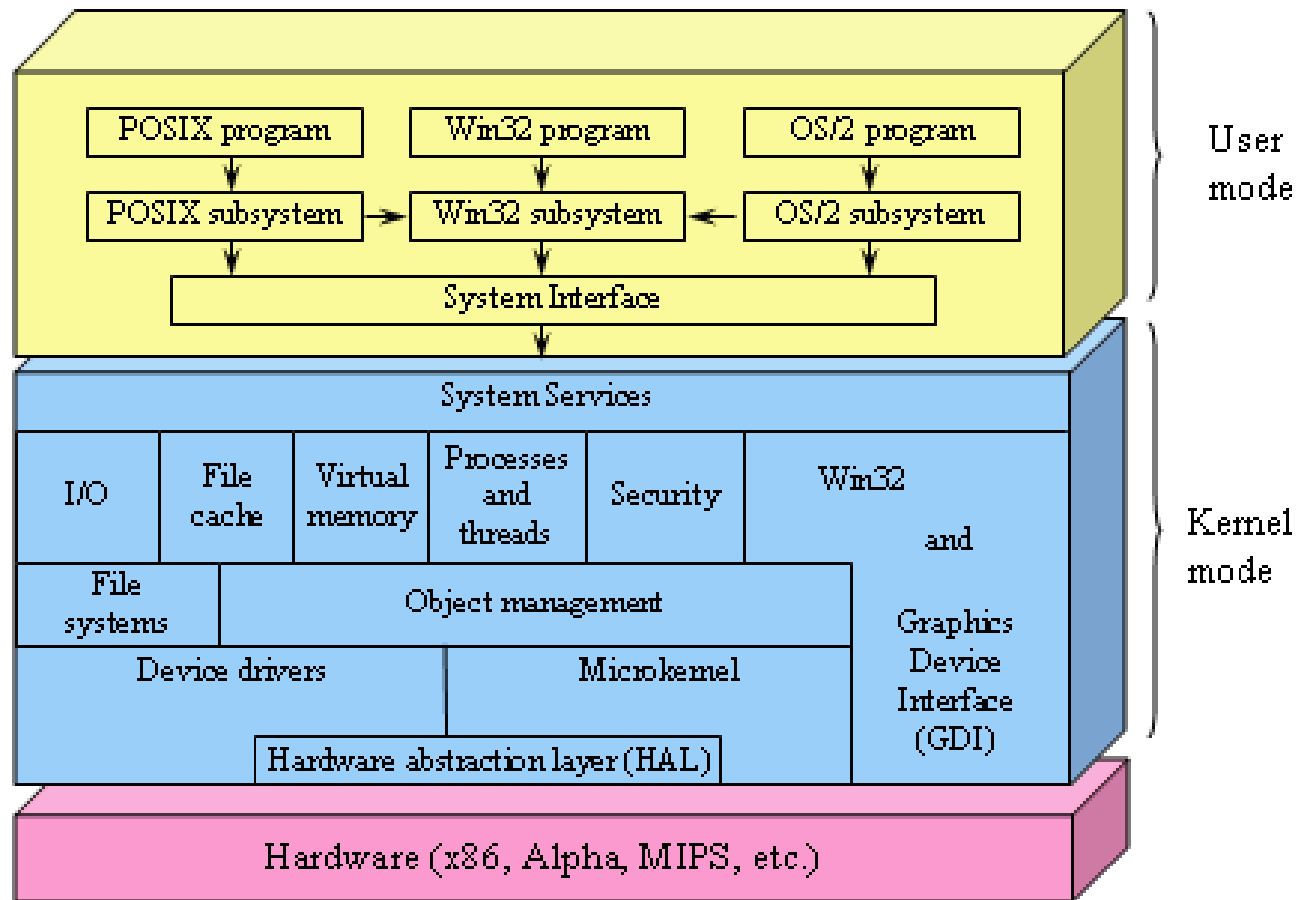 POSIX program
Win32 program
OS/2 program
User
mode
POSIX subsystem
Win32 subsystem
OS/2 subsystem
System Interface
System Services
I/O
File
cache
Virtual
memory
Processes
and
threads
Security
Win32
and
Graphics
Device
Interface
(GDI)
Kernel
mode
File
systems
Object management
Device drivers
Microkernel
Hardware abstraction layer (HAL)
Hardware (x86, Alpha, MIPS, etc.)